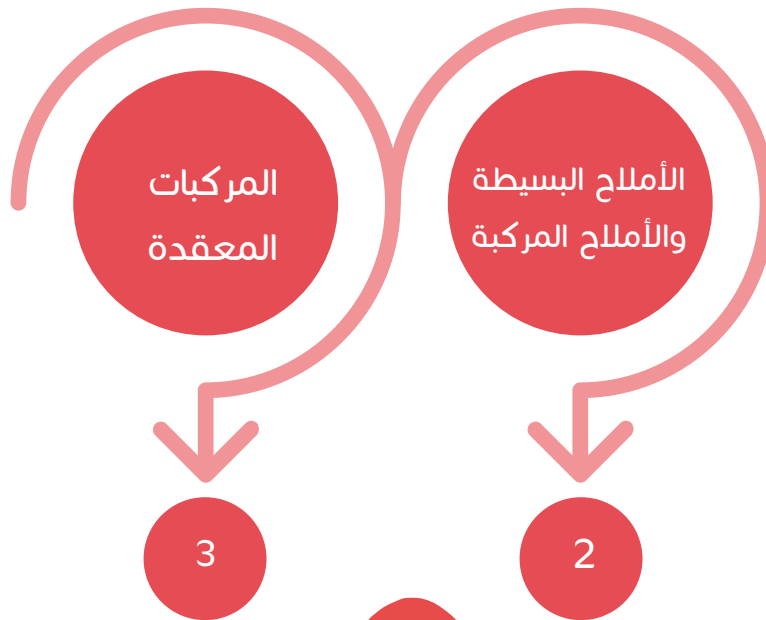 الأملاح البسيطة
والأملاح المركبة
2
المركبات
المعقدة
3